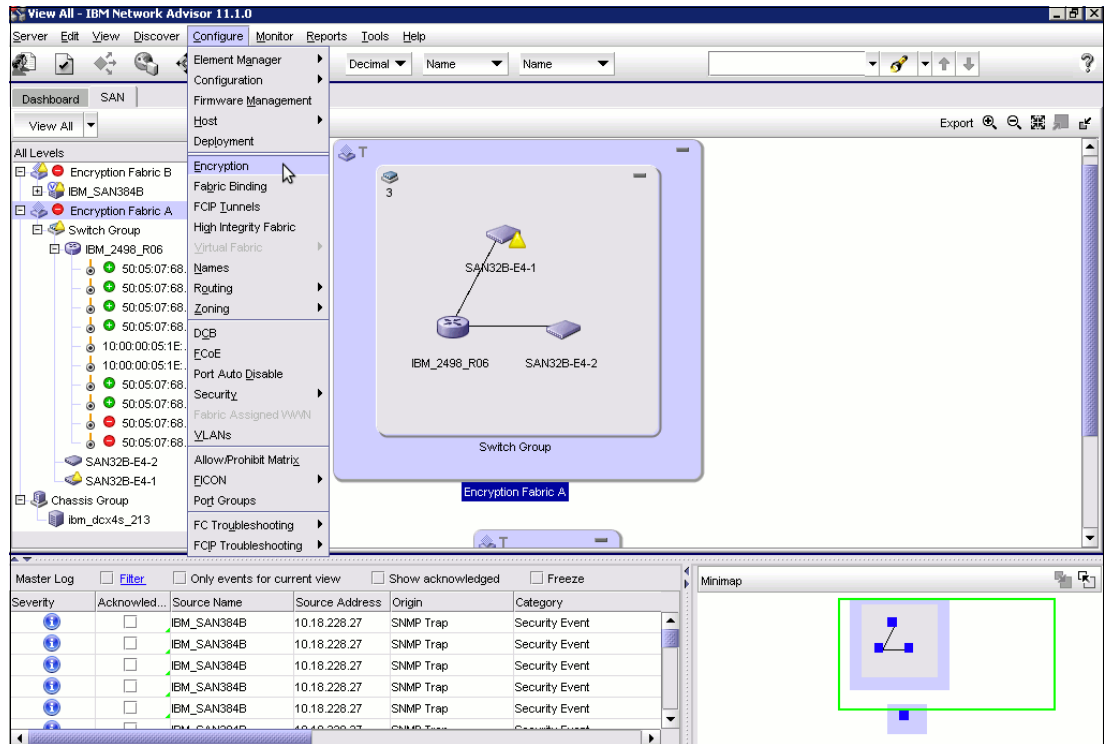 View All - IBM Network Advisor 11.1.0
Server Edit View Discover Configure Monitor Reports Tools Help
Decimal Name Name
Dashboard SAN
View All
Export
All Levels
Encryption Fabric B
IBM_SAN384B
Encryption Fabric A
Switch Group
IBM_2498_R06
50:05:07:68.
50:05:07:68.
50:05:07:68.
50:05:07:68.
10:00:00:05:1E:.
10:00:00:05:1E:.
50:05:07:68.
50:05:07:68.
50:05:07:68.
50:05:07:68.
SAN32B-E4-2
SAN32B-E4-1
Chassis Group
ibm_dcx4s_213
Element Manager
Configuration
Firmware Management
Host
Deployment
Encryption
Fabric Binding
FCIP Tunnels
High Integrity Fabric
Virtual Fabric
Names
Routing
Zoning
DCB
FCoE
Port Auto Disable
Security
Fabric Assigned WWN
VLANs
Allow/Prohibit Matrix
FICON
Port Groups
FC Troubleshooting
FCIP Troubleshooting
T
3
SAN32B-E4-1
IBM_2498_R06
SAN32B-E4-2
Switch Group
Encryption Fabric A
T
Master Log Filter Only events for current view Show acknowledged Freeze
Minimap
Severity Acknowled... Source Name Source Address Origin Category
IBM_SAN384B 10.18.228.27 SNMP Trap Security Event
IBM_SAN384B 10.18.228.27 SNMP Trap Security Event
IBM_SAN384B 10.18.228.27 SNMP Trap Security Event
IBM_SAN384B 10.18.228.27 SNMP Trap Security Event
IBM_SAN384B 10.18.228.27 SNMP Trap Security Event